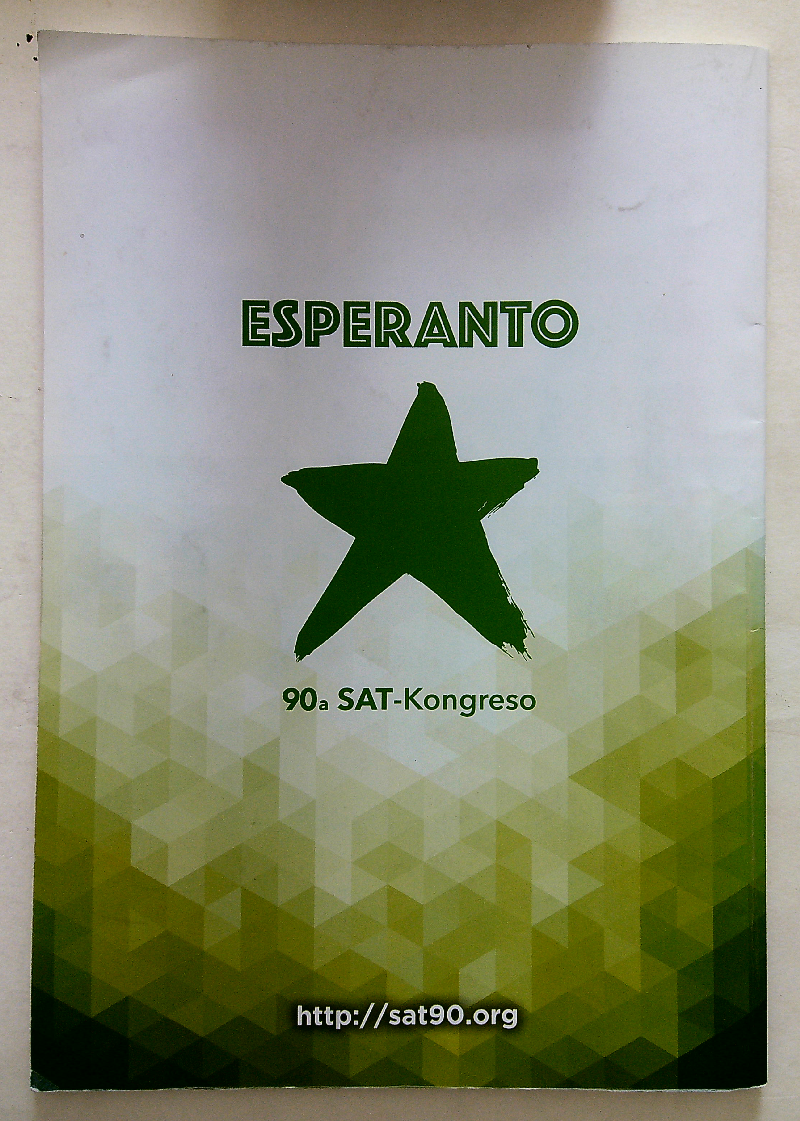 ESPERANTO
90a SAT-Kongreso
http://sat90.org